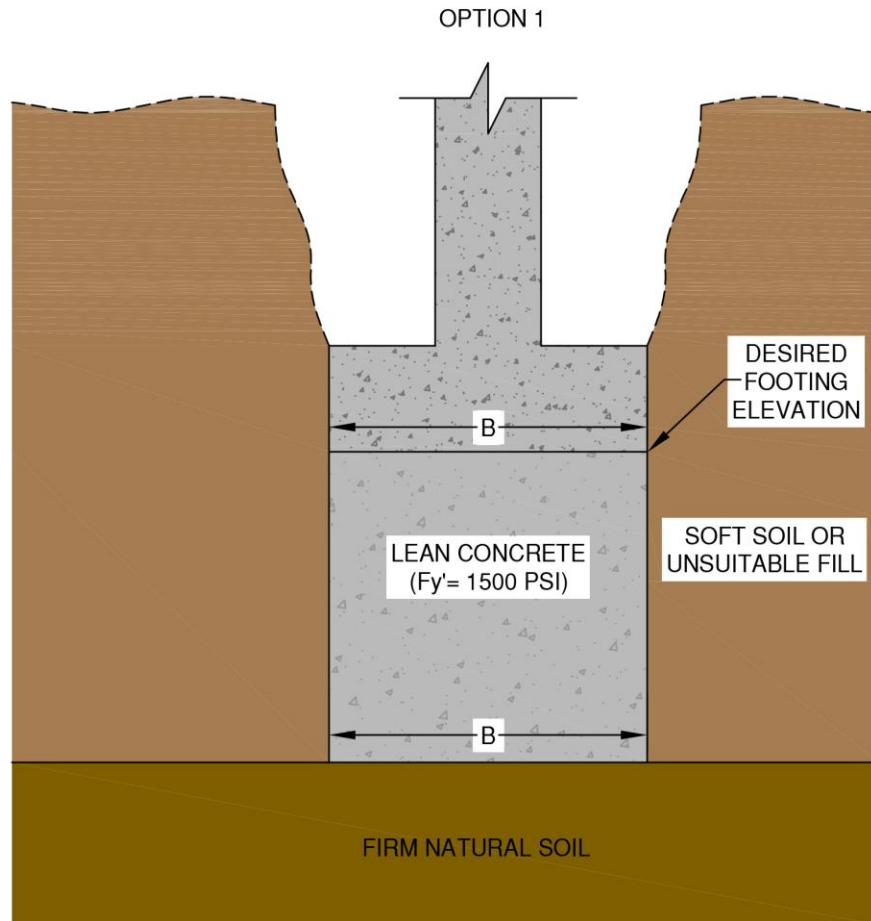 OPTION 1
DESIRED
FOOTING
ELEVATION
B
LEAN CONCRETE
(Fy'= 1500 PSI)
SOFT SOIL OR
UNSUITABLE FILL
B
FIRM NATURAL SOIL